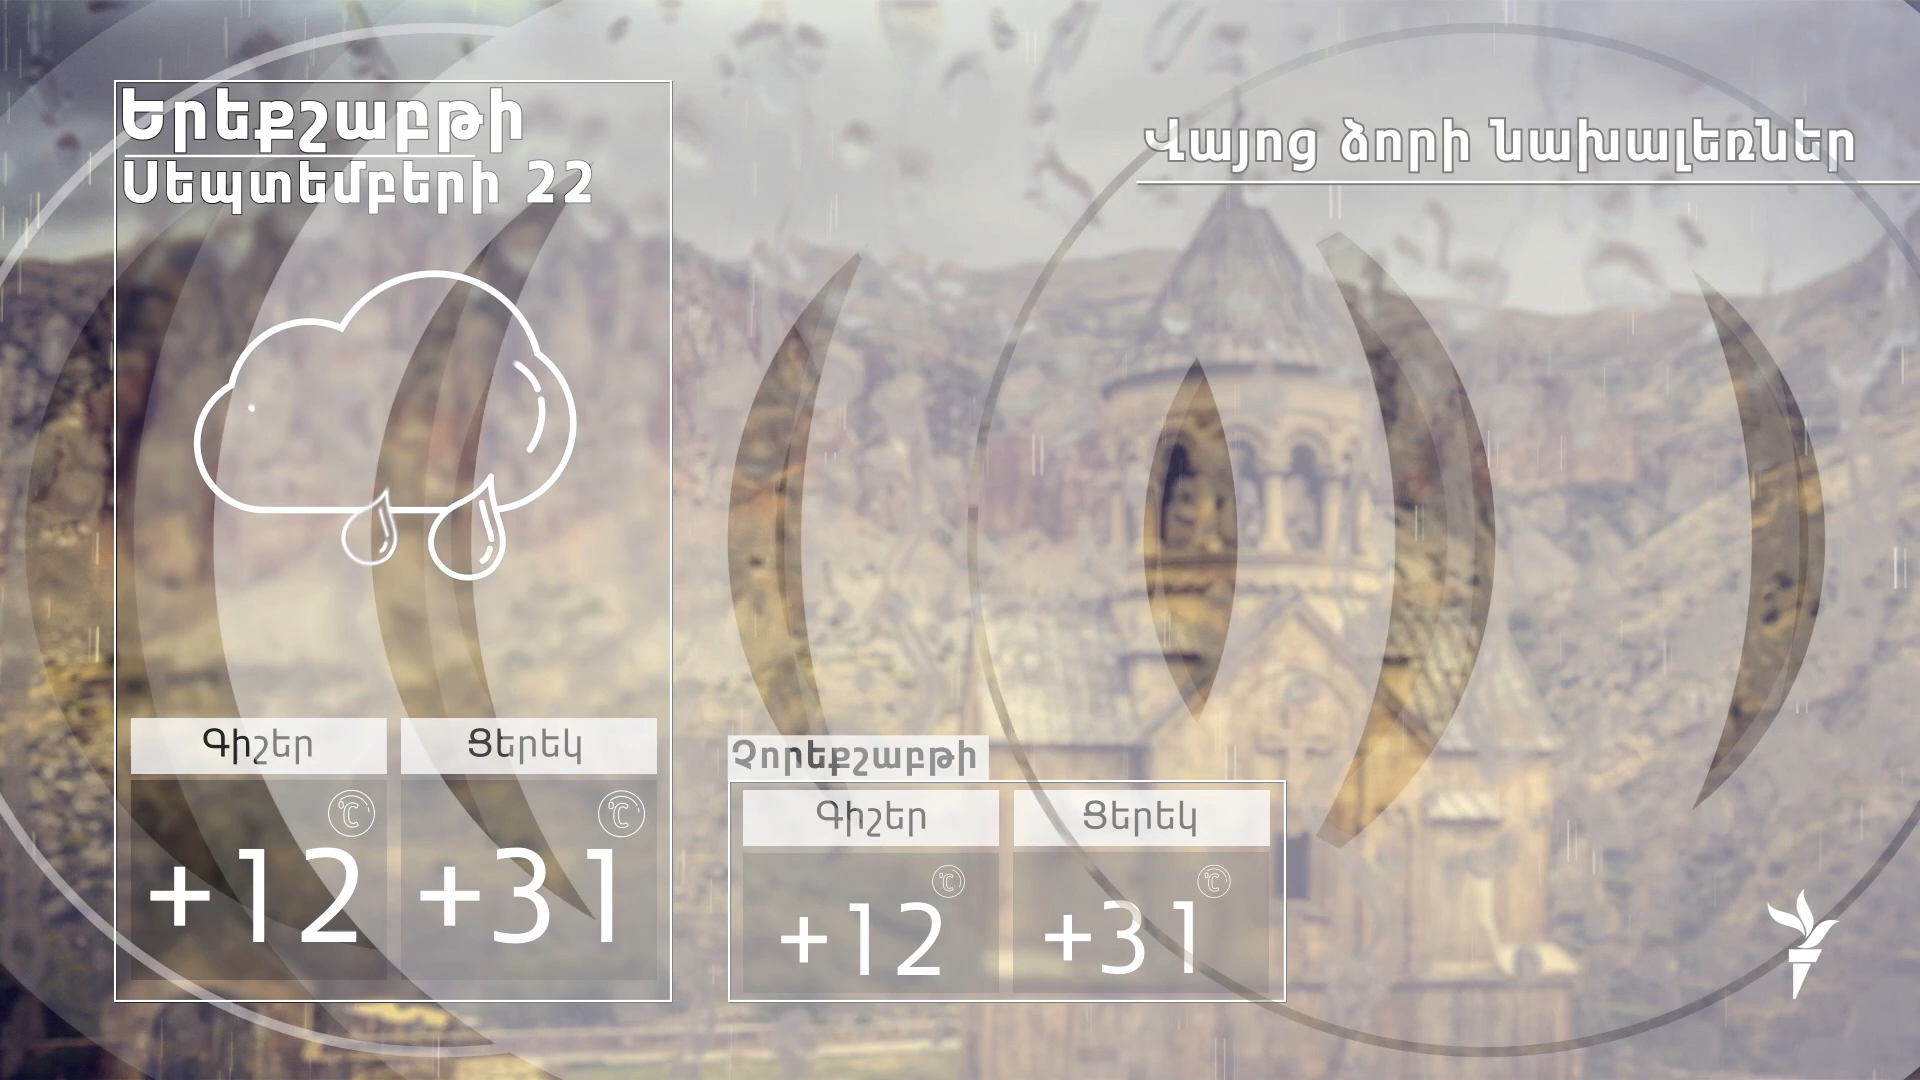 Երեքշաբթի
Սեպտեմբերի 22
Վայոց ձորի նախալեռներ
Գիշեր
Ցերեկ
℃
℃
+12
+31
Չորեքշաբթի
Գիշեր
Ցերեկ
℃
℃
+12
+31